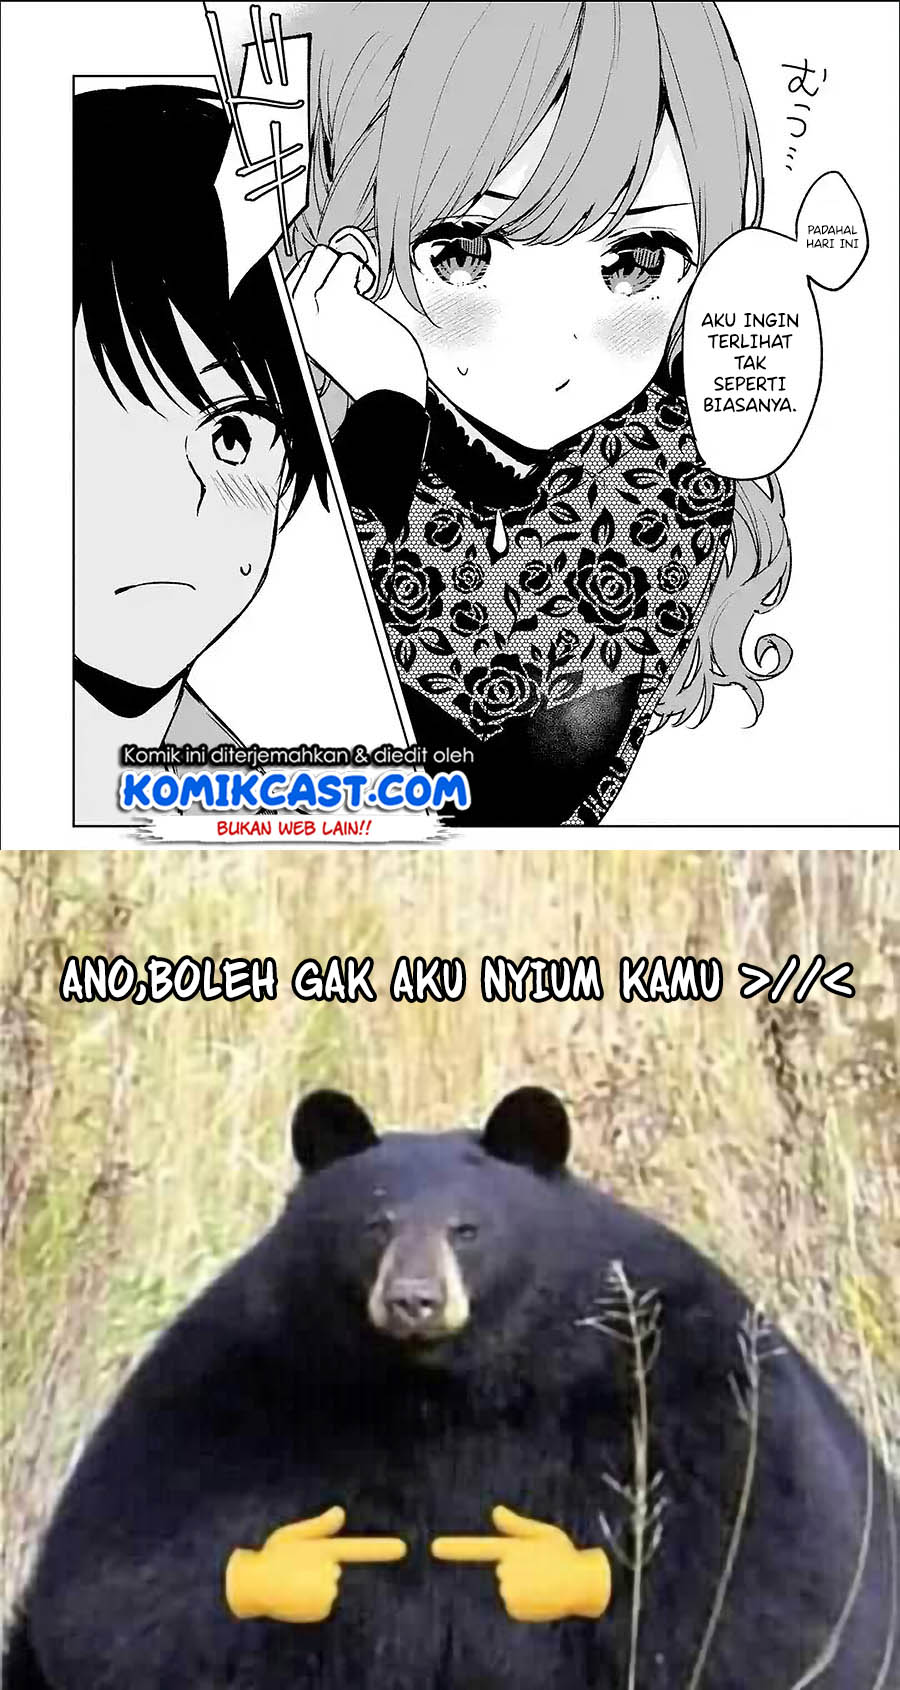 むうっ…
PADAHAL
HARI INI
AKU INGIN
TERLIHAT
TAK
SEPERTI
BIASANYA.
Komik ini diterjemahkan & diedit oleh
KOMIKCAST.COM
BUKAN WEB LAIN!!
ANO,BOLEH GAK AKU NYIUM KAMU >//<